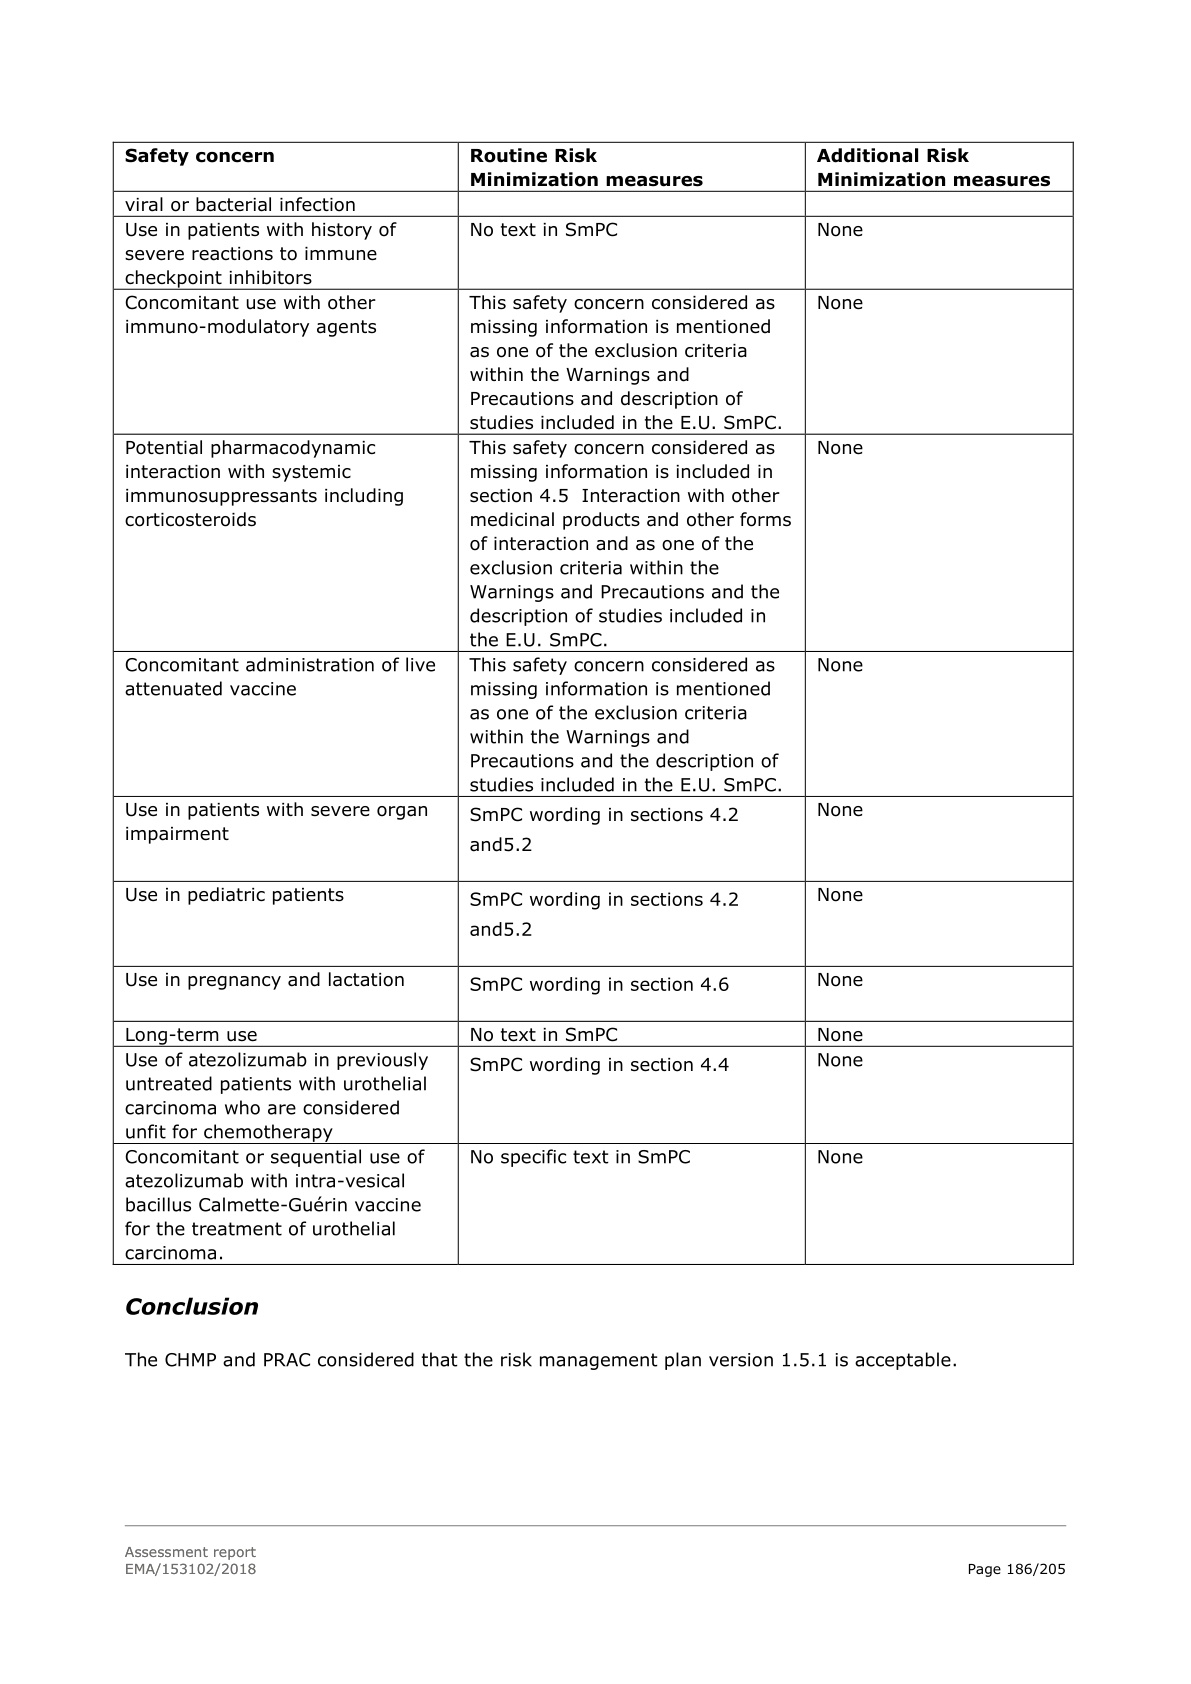 Safety concern
Routine Risk
Minimization measures
Additional Risk
Minimization measures
viral or bacterial infection
Use in patients with history of
severe reactions to immune
checkpoint inhibitors
No text in SmPC
None
Concomitant use with other
immuno-modulatory agents
This safety concern considered as
missing information is mentioned
as one of the exclusion criteria
within the Warnings and
Precautions and description of
studies included in the E.U. SmPC.
None
Potential pharmacodynamic
interaction with systemic
immunosuppressants including
corticosteroids
This safety concern considered as
missing information is included in
section 4.5  Interaction with other
medicinal products and other forms
of interaction and as one of the
exclusion criteria within the
Warnings and Precautions and the
description of studies included in
the E.U. SmPC.
None
Concomitant administration of live
attenuated vaccine
This safety concern considered as
missing information is mentioned
as one of the exclusion criteria
within the Warnings and
Precautions and the description of
studies included in the E.U. SmPC.
None
Use in patients with severe organ
impairment
SmPC wording in sections 4.2
and5.2
None
Use in pediatric patients
SmPC wording in sections 4.2
and5.2
None
Use in pregnancy and lactation
SmPC wording in section 4.6
None
Long-term use
No text in SmPC
None
Use of atezolizumab in previously
untreated patients with urothelial
carcinoma who are considered
unfit for chemotherapy
SmPC wording in section 4.4
None
Concomitant or sequential use of
atezolizumab with intra-vesical
bacillus Calmette-Guérin vaccine
for the treatment of urothelial
carcinoma.
No specific text in SmPC
None
Conclusion
The CHMP and PRAC considered that the risk management plan version 1.5.1 is acceptable.
Assessment report
EMA/153102/2018
Page 186/205